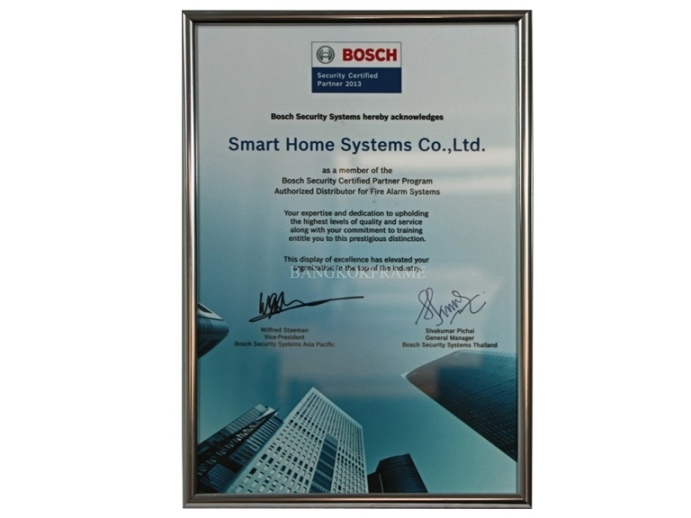 BOSCH
Security Certified
Partner 2013
Bosch Security Systems hereby acknowledges
Smart Home Systems Co.,Ltd.
as a member of the
Bosch Security Certified Partner Program
Authorized Distributor for Fire Alarm Systems
Your expertise and dedication to upholding
the highest levels of quality and service
along with your commitment to training
entitle you to this prestigious distinction.
This display of excellence has elevated your
organization to the top of the industry.
BANGKOKFRAME
Wilfred Steeman
Vice-President
Bosch Security Systems Asia Pacific
Sivakumar Pichai
General Manager
Bosch Security Systems Thailand